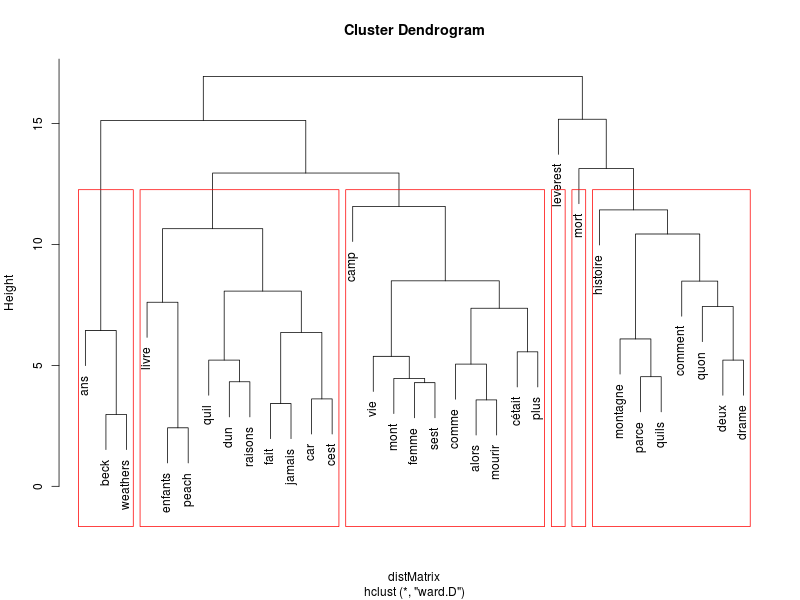 Cluster Dendrogram
Height
15
10
5
0
ans
beck
weathers
livre
enfants
peach
quil
dun
raisons
fait
jamais
car
cest
camp
vie
mont
femme
sest
comme
alors
mourir
cétait
plus
leverest
mort
histoire
montagne
parce
quils
comment
quon
deux
drame
distMatrix
hclust (*, "ward.D")